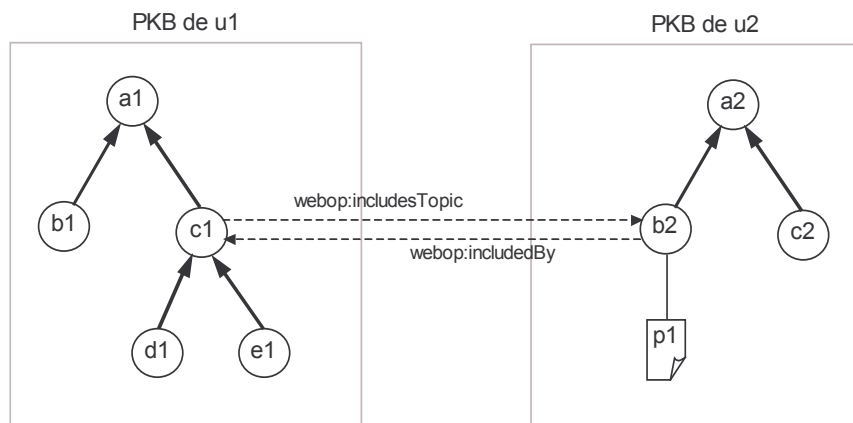 PKB de u1
PKB de u2
a1
a2
b1
c1
webop:includesTopic
webop:includedBy
b2
c2
d1
e1
p1